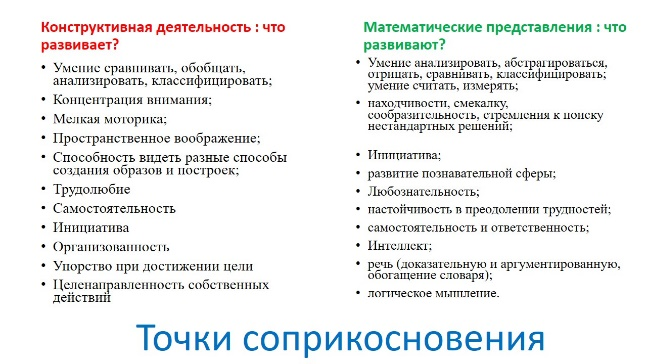 Конструктивная деятельность : что
развивает?
• Умение сравнивать, обобщать,
анализировать, классифицировать;
• Концентрация внимания;
• Мелкая моторика;
• Пространственное воображение;
• Способность видеть разные способы
создания образов и построек;
• Трудолюбие
• Самостоятельность
• Инициатива
• Организованность
• Упорство при достижении цели
• Целенаправленность собственных
действий
Математические представления : что
развивают?
• Умение анализировать, абстрагироваться,
отрицать, сравнивать, классифицировать;
умение считать, измерять;
• находчивости, смекалку,
сообразительность, стремления к поиску
нестандартных решений;
• Инициатива;
• развитие познавательной сферы;
• Любознательность;
• настойчивость в преодолении трудностей;
• самостоятельность и ответственность;
• Интеллект;
• речь (доказательную и аргументированную,
обогащение словаря);
• логическое мышление.
Точки соприкосновения